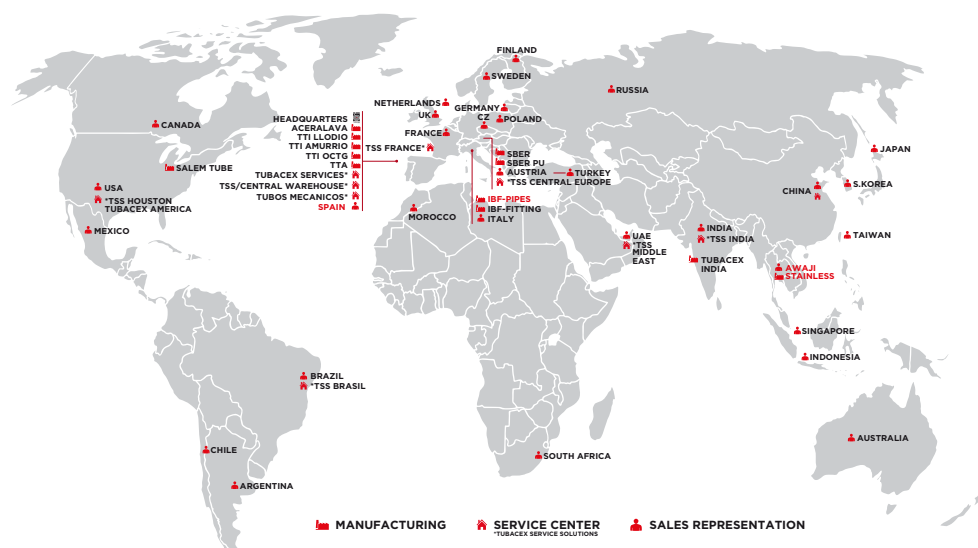 FINLAND
SWEDEN
RUSSIA
NETHERLANDS
UK
GERMANY
CZ
POLAND
FRANCE
TSS FRANCE*
HEADQUARTERS
ACERALAVA
TTI LLODIO
TTI AMURRIO
TTI OCTG
TTA
TUBACEX SERVICES*
TSS/CENTRAL WAREHOUSE*
TUBOS MECANICOS*
SPAIN
CANADA
SALEM TUBE
USA
*TSS HOUSTON
TUBACEX AMERICA
MEXICO
SBER
SBER PU
AUSTRIA
*TSS CENTRAL EUROPE
TURKEY
IBF-PIPES
IBF-FITTING
ITALY
MOROCCO
JAPAN
CHINA
S.KOREA
TAIWAN
UAE
*TSS
MIDDLE
EAST
INDIA
*TSS INDIA
TUBACEX
INDIA
AWAJI
STAINLESS
SINGAPORE
INDONESIA
BRAZIL
*TSS BRASIL
CHILE
ARGENTINA
SOUTH AFRICA
AUSTRALIA
MANUFACTURING
SERVICE CENTER
*TUBACEX SERVICE SOLUTIONS
SALES REPRESENTATION